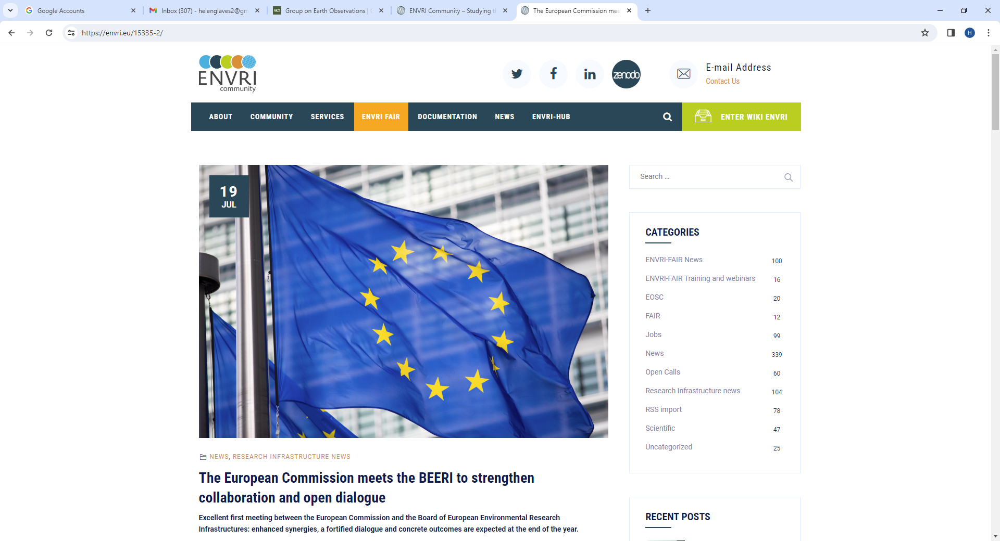 Google Accounts
Inbox (307) - helenglaves2@gm
Group on Earth Observations |
ENVRI Community – Studying t
The European Commission mee
https://envri.eu/15335-2/
H
ENVRI
community
zenodo
E-mail Address
Contact Us
ABOUT COMMUNITY SERVICES ENVRI FAIR DOCUMENTATION NEWS ENVRI-HUB ENTER WIKI ENVRI
19
JUL
Search ...
CATEGORIES
ENVRI-FAIR News 100
ENVRI-FAIR Training and webinars 16
EOSC 20
FAIR 12
Jobs 99
News 339
Open Calls 60
Research Infrastructure news 104
RSS import 78
Scientific 47
Uncategorized 25
NEWS, RESEARCH INFRASTRUCTURE NEWS
The European Commission meets the BEERI to strengthen
collaboration and open dialogue
Excellent first meeting between the European Commission and the Board of European Environmental Research
Infrastructures: enhanced synergies, a fortified dialogue and concrete outcomes are expected at the end of the year.
RECENT POSTS